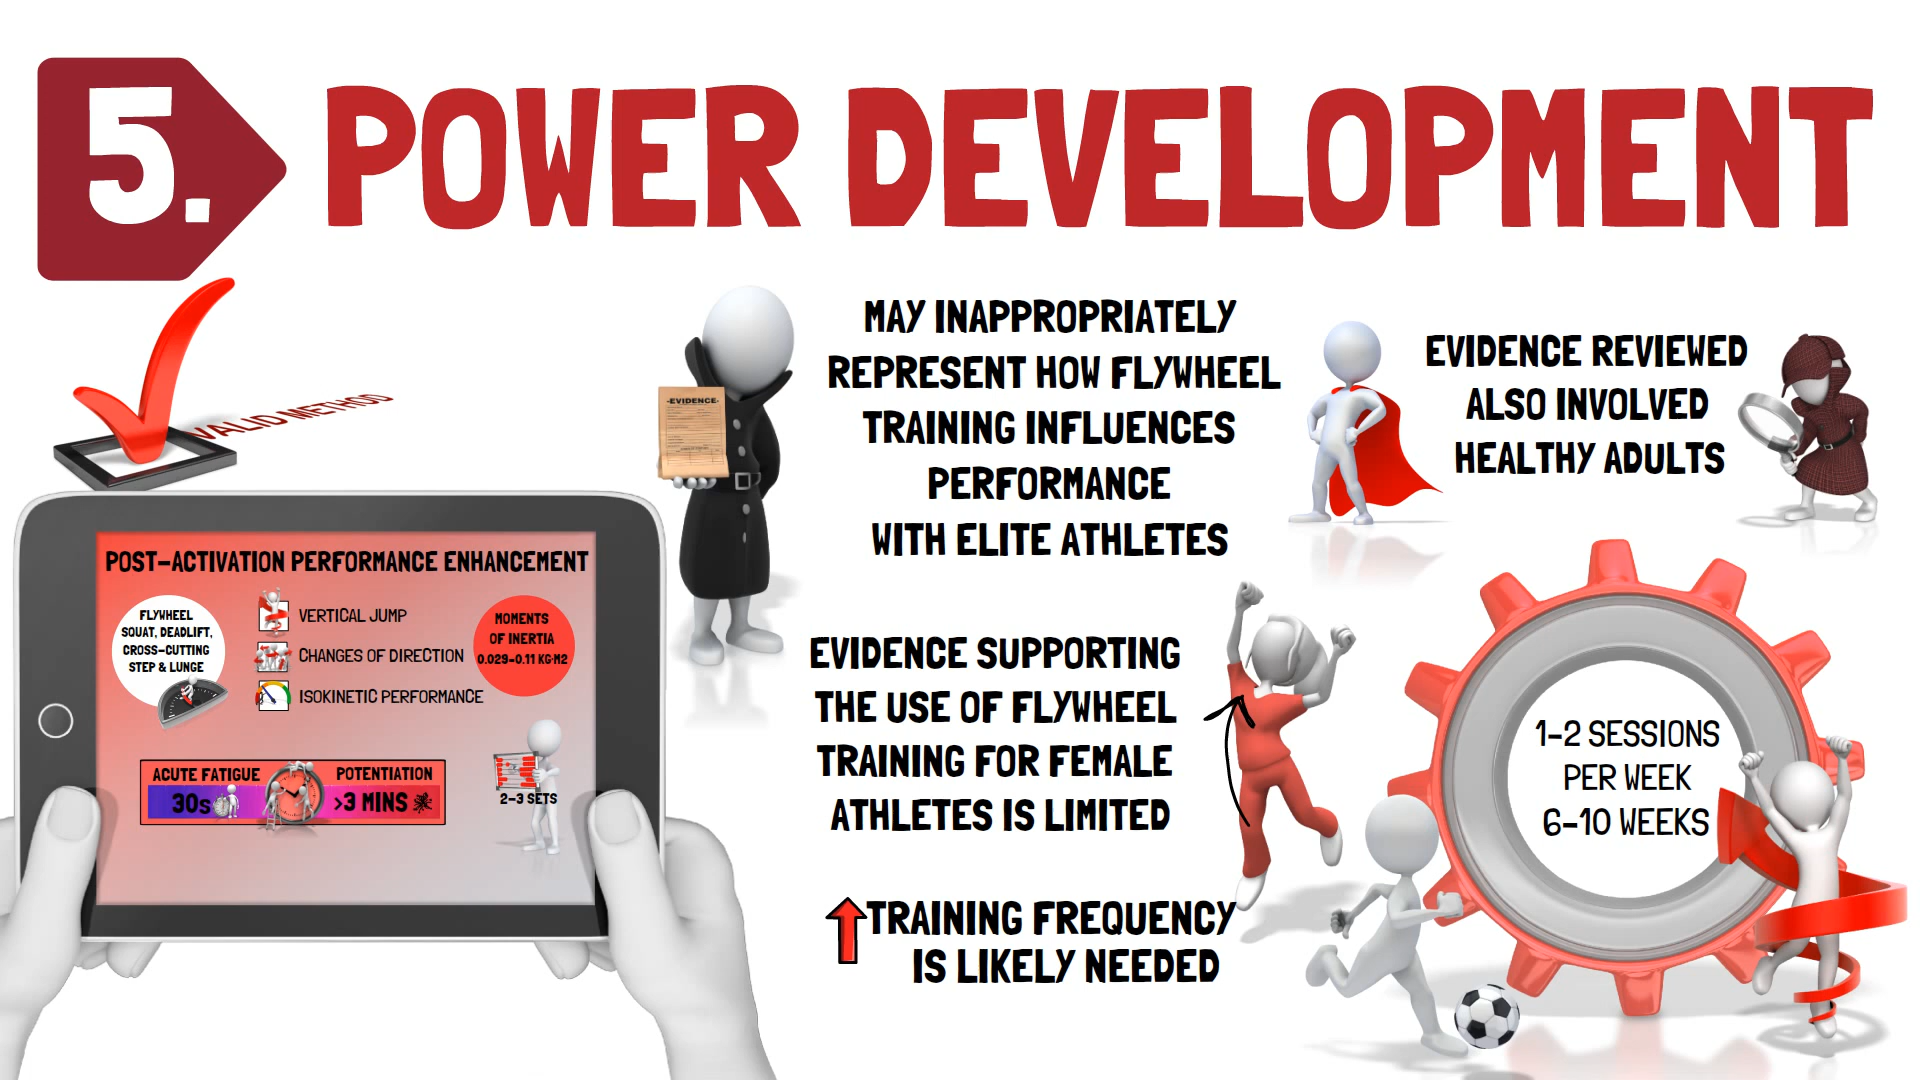 5.
POWER DEVELOPMENT
VALID METHOD
-EVIDENCE-
POST-ACTIVATION PERFORMANCE ENHANCEMENT
FLYWHEEL
SQUAT, DEADLIFT,
CROSS-CUTTING
STEP & LUNGE
VERTICAL JUMP
CHANGES OF DIRECTION
ISOKINETIC PERFORMANCE
MOMENTS
OF INERTIA
0.029-0.11 KG·M2
ACUTE FATIGUE
30s
POTENTIATION
>3 MINS
2-3 SETS
MAY INAPPROPRIATELY
REPRESENT HOW FLYWHEEL
TRAINING INFLUENCES
PERFORMANCE
WITH ELITE ATHLETES
EVIDENCE REVIEWED
ALSO INVOLVED
HEALTHY ADULTS
EVIDENCE SUPPORTING
THE USE OF FLYWHEEL
TRAINING FOR FEMALE
ATHLETES IS LIMITED
TRAINING FREQUENCY
IS LIKELY NEEDED
1-2 SESSIONS
PER WEEK
6-10 WEEKS